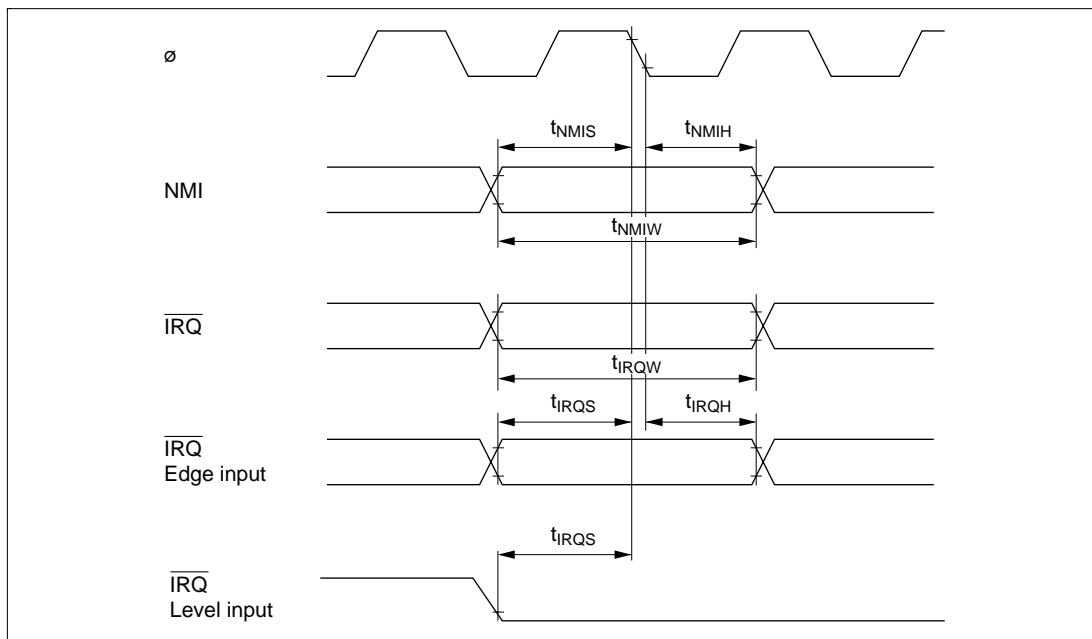 ø
tNMIS
tNMIH
NMI
tNMIW
IRQ
tIRQW
tIRQS
tIRQH
IRQ
Edge input
tIRQS
IRQ
Level input